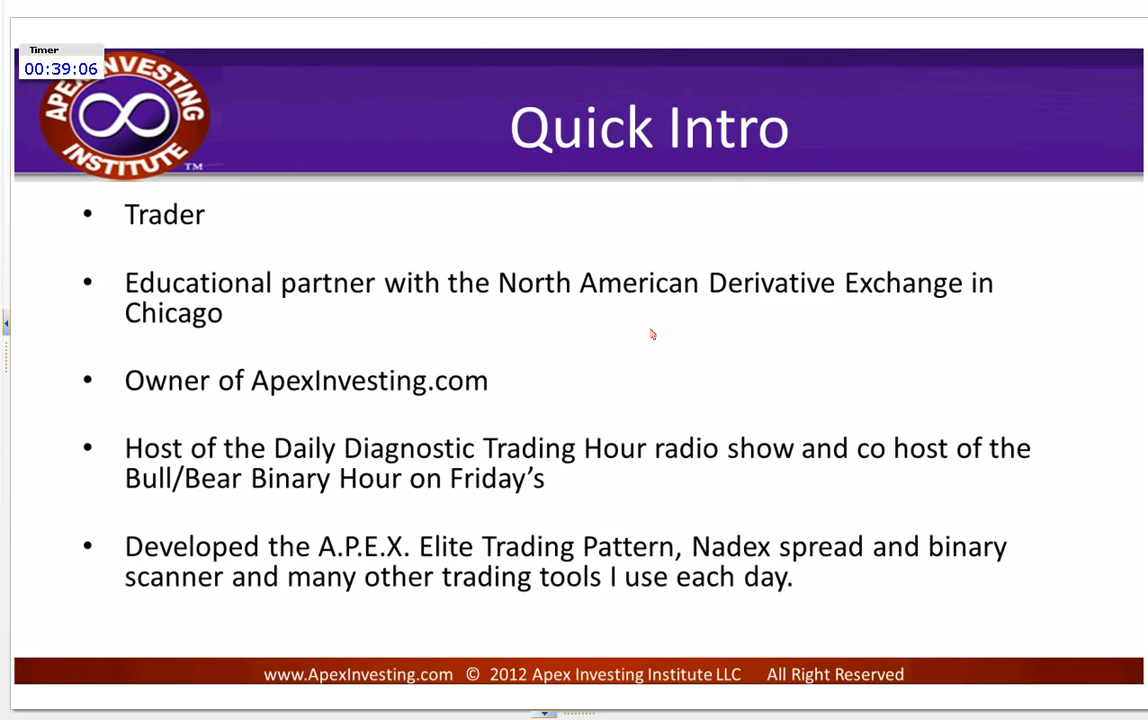 Timer
00:39:06
APEX INVESTING
INSTITUTE
TM
Quick Intro
• Trader
• Educational partner with the North American Derivative Exchange in
Chicago
• Owner of ApexInvesting.com
• Host of the Daily Diagnostic Trading Hour radio show and co host of the
Bull/Bear Binary Hour on Friday’s
• Developed the A.P.E.X. Elite Trading Pattern, Nadex spread and binary
scanner and many other trading tools I use each day.
www.ApexInvesting.com © 2012 Apex Investing Institute LLC All Right Reserved